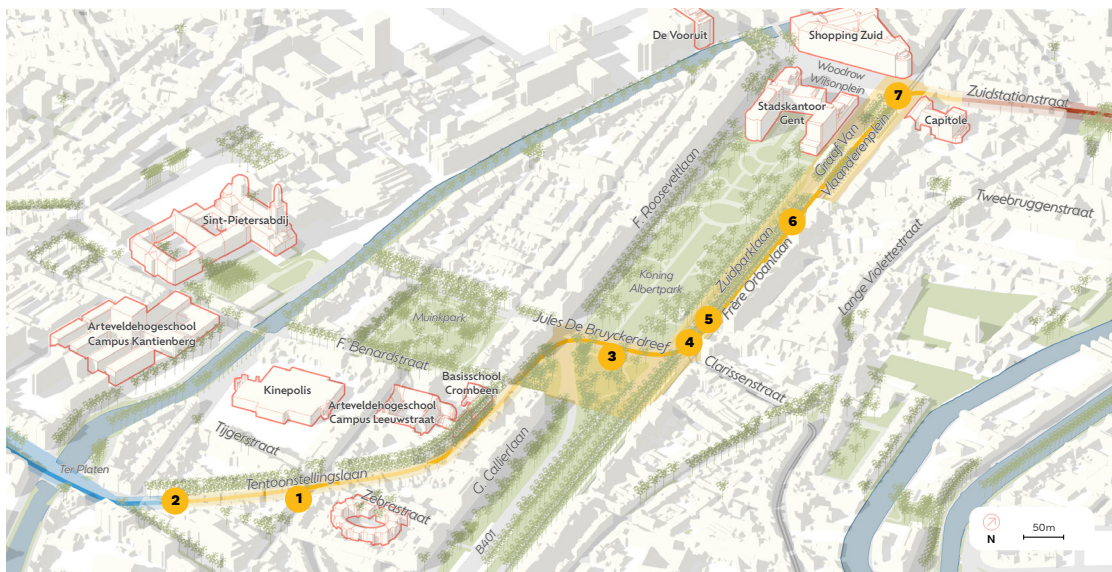 De Vooruit
Shopping Zuid
Woodrow
Wilsonplein
7
Zuidstationstraat
Stadskantoor
Gent
Capitole
Graaf Van
Vlaanderenplein
F. Rooseveltlaan
Tweebruggenstraat
Sint-Pietersabdij
6
Zuidparklaan
Frère Orbanlaan
Lange Violettestraat
Koning
Albertpark
Arteveldehogeschool
Campus Kantienberg
Muinkpark
Jules De Bruyckerdreef
5
4
3
F. Benardstraat
Clarissenstraat
Basisschool
Crombeen
Kinepolis
Arteveldehogeschool
Campus Leeuwstraat
Tijgerstraat
G. Callierlaan
Ter Platen
Tentoonstellingslaan
2
1
Zebrastraat
B401
N
50m